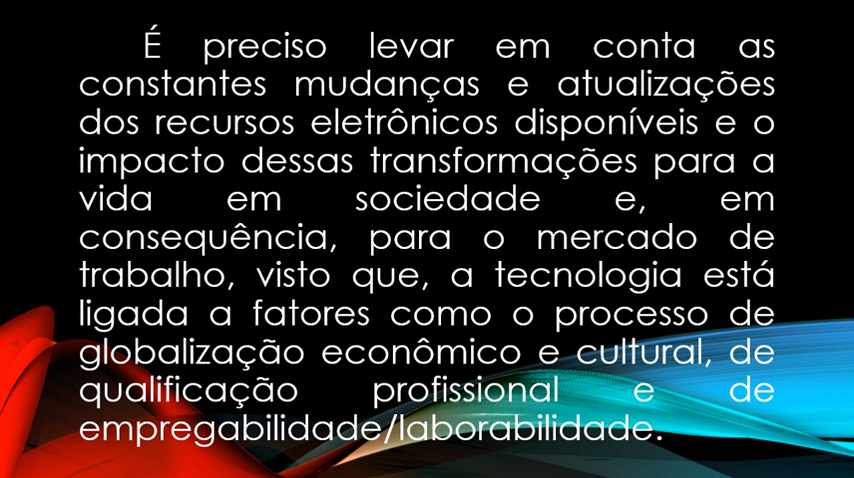 É preciso levar em conta as
constantes mudanças e atualizações
dos recursos eletrônicos disponíveis e o
impacto dessas transformações para a
vida em sociedade e, em
consequência, para o mercado de
trabalho, visto que, a tecnologia está
ligada a fatores como o processo de
globalização econômico e cultural, de
qualificação profissional e de
empregabilidade/laborabilidade.